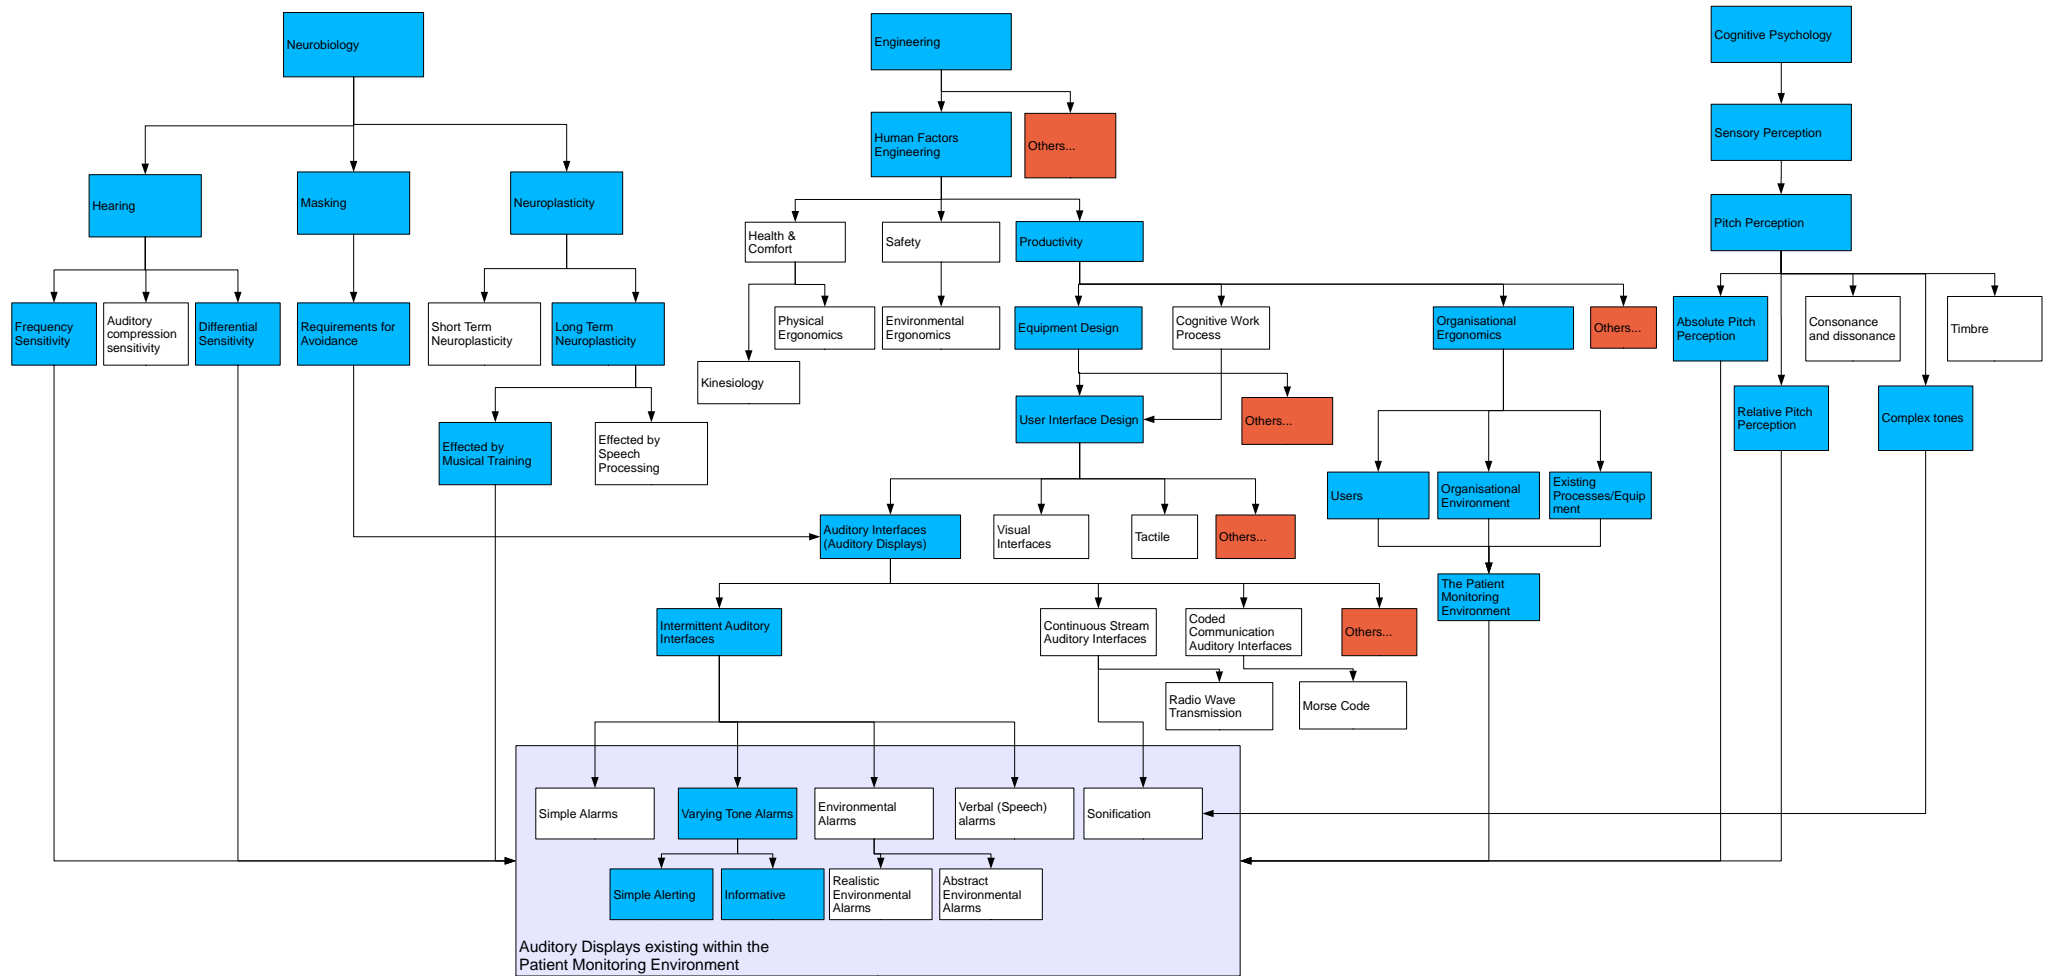 Neurobiology
Engineering
Cognitive Psychology
Human Factors
Engineering
Others...
Sensory Perception
Hearing
Masking
Neuroplasticity
Pitch Perception
Health &
Comfort
Safety
Productivity
Frequency
Sensitivity
Auditory
compression
sensitivity
Differential
Sensitivity
Requirements for
Avoidance
Short Term
Neuroplasticity
Long Term
Neuroplasticity
Physical
Ergonomics
Environmental
Ergonomics
Equipment Design
Cognitive Work
Process
Organisational
Ergonomics
Others...
Absolute Pitch
Perception
Consonance
and dissonance
Timbre
Kinesiology
Effected by
Musical Training
Effected by
Speech
Processing
User Interface Design
Others...
Relative Pitch
Perception
Complex tones
Users
Organisational
Environment
Existing
Processes/Equip
ment
Auditory Interfaces
(Auditory Displays)
Visual
Interfaces
Tactile
Others...
The Patient
Monitoring
Environment
Intermittent Auditory
Interfaces
Continuous Stream
Auditory Interfaces
Coded
Communication
Auditory Interfaces
Others...
Radio Wave
Transmission
Morse Code
Simple Alarms
Varying Tone Alarms
Environmental
Alarms
Verbal (Speech)
alarms
Sonification
Simple Alerting
Informative
Realistic
Environmental
Alarms
Abstract
Environmental
Alarms
Auditory Displays existing within the
Patient Monitoring Environment